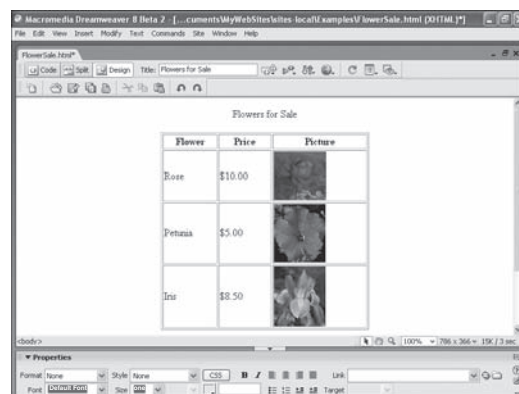 Macromedia Dreamweaver 8 Beta 2 - [...cuments\MyWebSites\sites-local\Examples\FlowerSale.html (XHTML)*]
File Edit View Insert Modify Text Commands Site Window Help
FlowerSale.html*
Code Split Design Title: Flowers for Sale
Flowers for Sale
Flower Price Picture
Rose $10.00
Petunia $5.00
Iris $8.50
<body> 100% 786 x 366 15K / 3 sec
Properties
Format None Style None CSS B I Link
Font Default Font Size None Target